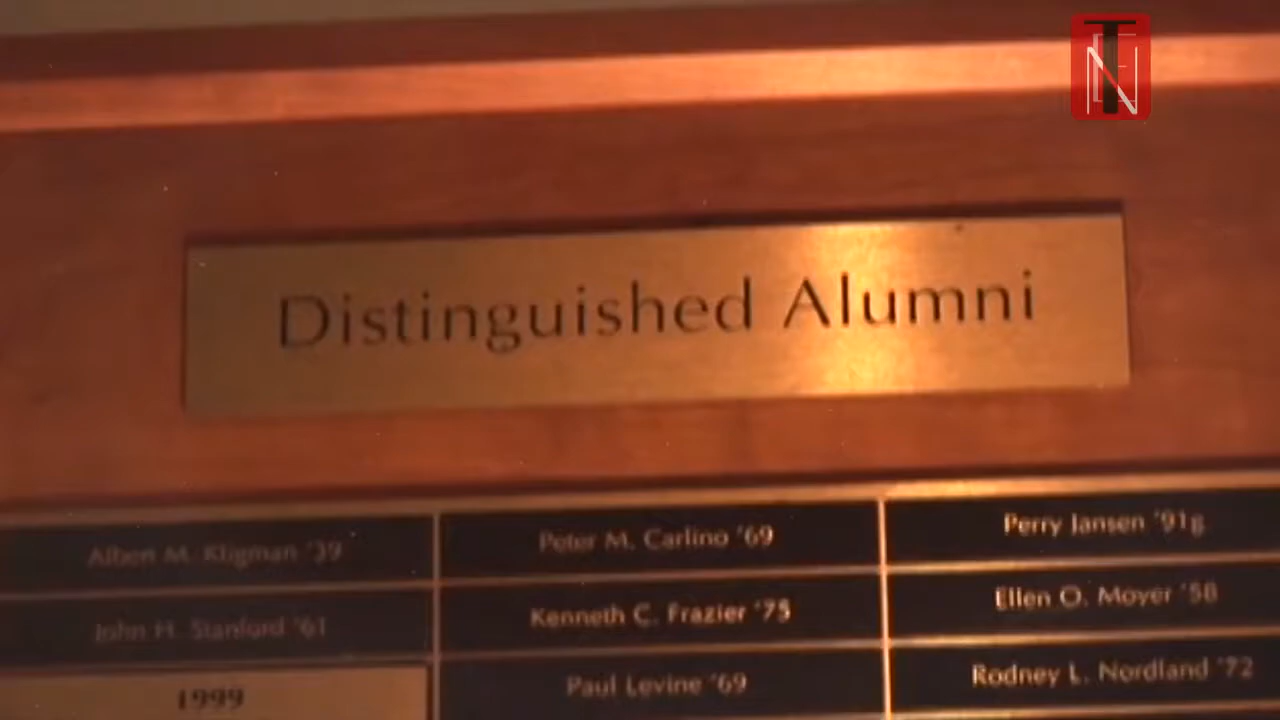 TEN
Distinguished Alumni
Albert M. Kligman '39
Peter M. Carlino '69
Perry Jansen '91g
John H. Stanford '61
Kenneth C. Frazier '75
Ellen O. Moyer '58
1999
Paul Levine '69
Rodney L. Nordland '72